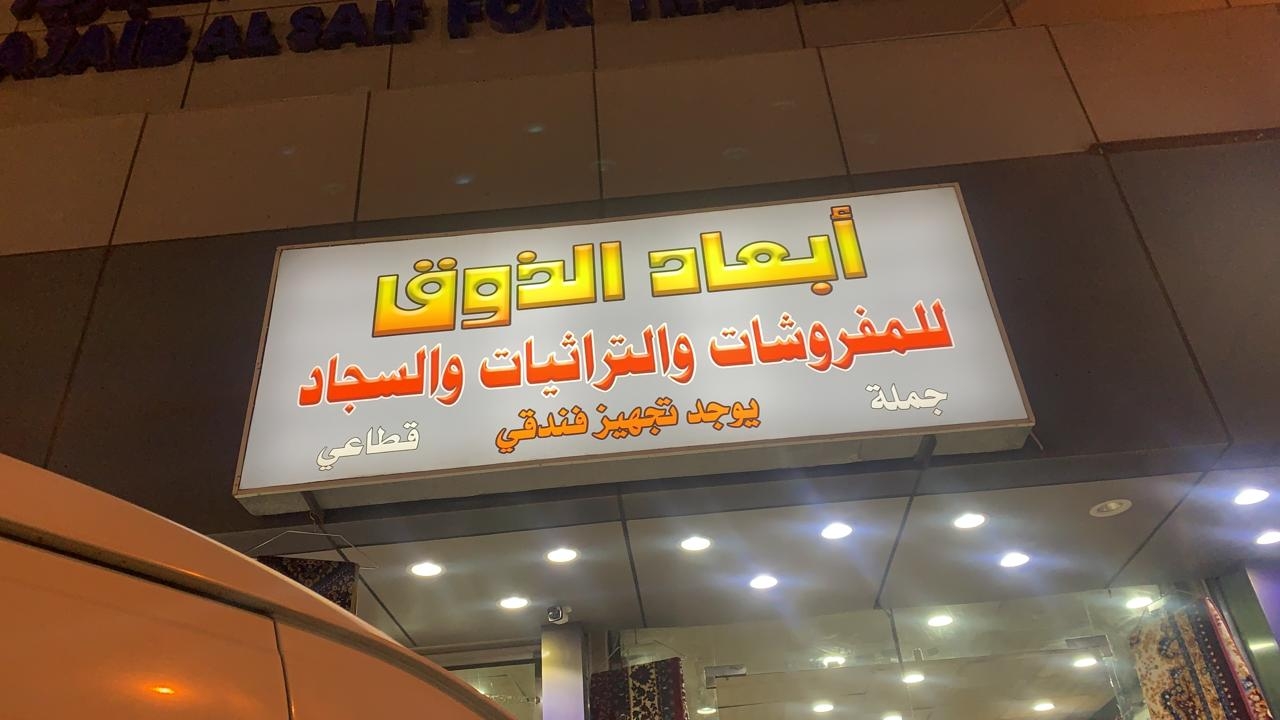 AJAIB AL SAIF FOR
أبعاد الذوق
للمفروشات والتراثيات والسجاد
جملة يوجد تجهيز فندقي قطاعي